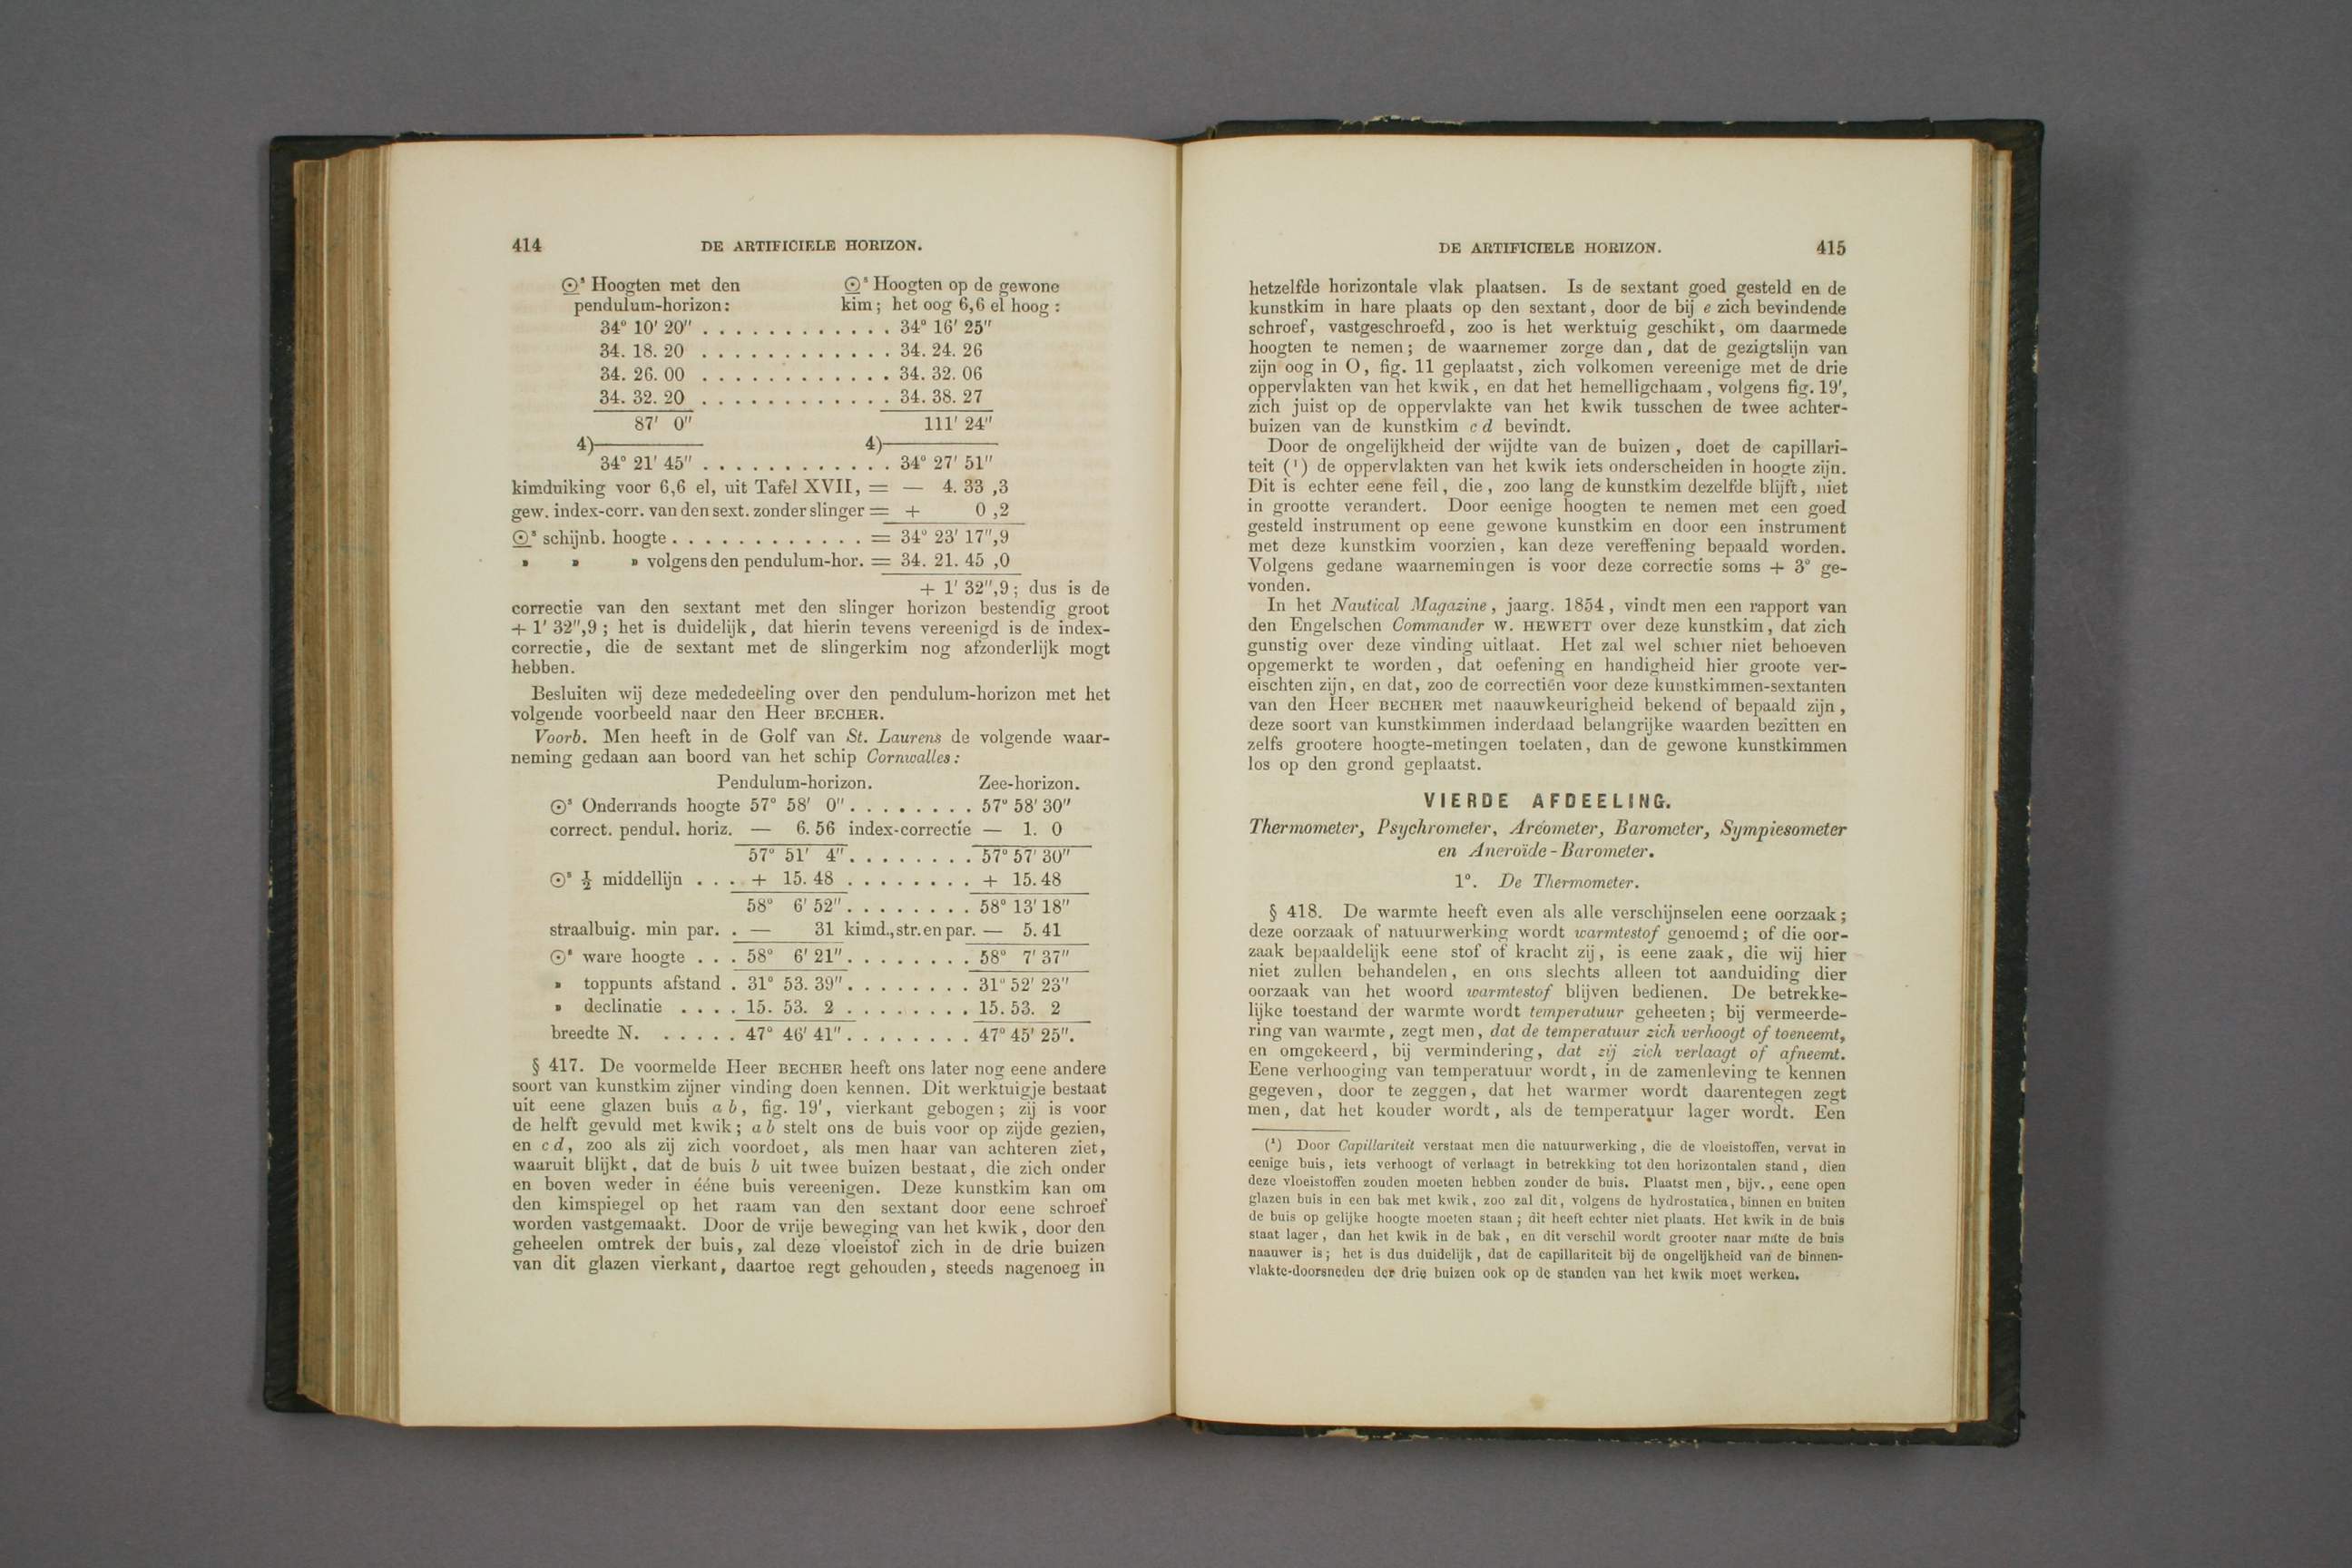 414 DE ARTIFICIELE HORIZON.
☉ˢ Hoogten met den ☉ˢ Hoogten op de gewone
pendulum-horizon: kim; het oog 6,6 el hoog:
34° 10' 20" . . . . . . . . . . . . 34° 16' 25"
34. 18. 20 . . . . . . . . . . . . 34. 24. 26
34. 26. 00 . . . . . . . . . . . . 34. 32. 06
34. 32. 20 . . . . . . . . . . . . 34. 38. 27
87' 0" 111' 24"
4) 4)
34° 21' 45" . . . . . . . . . . . . 34° 27' 51"
kimduiking voor 6,6 el, uit Tafel XVII, = — 4. 33 ,3
gew. index-corr. van den sext. zonder slinger = + 0 ,2
☉ˢ schijnb. hoogte . . . . . . . . . . . . = 34° 23' 17",9
» » » volgens den pendulum-hor. = 34. 21. 45 ,0
+ 1' 32",9; dus is de
correctie van den sextant met den slinger horizon bestendig groot
+ 1' 32",9; het is duidelijk, dat hierin tevens vereenigd is de index-
correctie, die de sextant met de slingerkim nog afzonderlijk mogt
hebben.
Besluiten wij deze mededeeling over den pendulum-horizon met het
volgende voorbeeld naar den Heer BECHER.
Voorb. Men heeft in de Golf van St. Laurens de volgende waar-
neming gedaan aan boord van het schip Cornwalles:
Pendulum-horizon. Zee-horizon.
☉ˢ Onderrands hoogte 57° 58' 0" . . . . . . . . 57° 58' 30"
correct. pendul. horiz. — 6. 56 index-correctie — 1. 0
57° 51' 4" . . . . . . . . 57° 57' 30"
☉ˢ ½ middellijn . . . + 15. 48 . . . . . . . . + 15. 48
58° 6' 52" . . . . . . . . 58° 13' 18"
straalbuig. min par. . — 31 kimd., str. en par. — 5. 41
☉ˢ ware hoogte . . . 58° 6' 21" . . . . . . . . 58° 7' 37"
» toppunts afstand . 31° 53. 39" . . . . . . . . 31° 52' 23"
» declinatie . . . . 15. 53. 2 . . . . . . . . 15. 53. 2
breedte N. . . . . . 47° 46' 41" . . . . . . . . 47° 45' 25".
§ 417. De voormelde Heer BECHER heeft ons later nog eene andere
soort van kunstkim zijner vinding doen kennen. Dit werktuigje bestaat
uit eene glazen buis a b, fig. 19', vierkant gebogen; zij is voor
de helft gevuld met kwik; a b stelt ons de buis voor op zijde gezien,
en c d, zoo als zij zich voordoet, als men haar van achteren ziet,
waaruit blijkt, dat de buis b uit twee buizen bestaat, die zich onder
en boven weder in ééne buis vereenigen. Deze kunstkim kan om
den kimspiegel op het raam van den sextant door eene schroef
worden vastgemaakt. Door de vrije beweging van het kwik, door den
geheelen omtrek der buis, zal deze vloeistof zich in de drie buizen
van dit glazen vierkant, daartoe regt gehouden, steeds nagenoeg in
DE ARTIFICIELE HORIZON. 415
hetzelfde horizontale vlak plaatsen. Is de sextant goed gesteld en de
kunstkim in hare plaats op den sextant, door de bij e zich bevindende
schroef, vastgeschroefd, zoo is het werktuig geschikt, om daarmede
hoogten te nemen; de waarnemer zorge dan, dat de gezigtslijn van
zijn oog in O, fig. 11 geplaatst, zich volkomen vereenige met de drie
oppervlakten van het kwik, en dat het hemelligchaam, volgens fig. 19',
zich juist op de oppervlakte van het kwik tusschen de twee achter-
buizen van de kunstkim c d bevindt.
Door de ongelijkheid der wijdte van de buizen, doet de capillari-
teit (¹) de oppervlakten van het kwik iets onderscheiden in hoogte zijn.
Dit is echter eene feil, die, zoo lang de kunstkim dezelfde blijft, niet
in grootte verandert. Door eenige hoogten te nemen met een goed
gesteld instrument op eene gewone kunstkim en door een instrument
met deze kunstkim voorzien, kan deze vereffening bepaald worden.
Volgens gedane waarnemingen is voor deze correctie soms + 3° ge-
vonden.
In het Nautical Magazine, jaarg. 1854, vindt men een rapport van
den Engelschen Commander W. HEWETT over deze kunstkim, dat zich
gunstig over deze vinding uitlaat. Het zal wel schier niet behoeven
opgemerkt te worden, dat oefening en handigheid hier groote ver-
eischten zijn, en dat, zoo de correctiën voor deze kunstkimmen-sextanten
van den Heer BECHER met naauwkeurigheid bekend of bepaald zijn,
deze soort van kunstkimmen inderdaad belangrijke waarden bezitten en
zelfs grootere hoogte-metingen toelaten, dan de gewone kunstkimmen
los op den grond geplaatst.
VIERDE AFDEELING.
Thermometer, Psychrometer, Aréometer, Barometer, Sympiesometer
en Aneroïde-Barometer.
1°. De Thermometer.
§ 418. De warmte heeft even als alle verschijnselen eene oorzaak;
deze oorzaak of natuurwerking wordt warmtestof genoemd; of die oor-
zaak bepaaldelijk eene stof of kracht zij, is eene zaak, die wij hier
niet zullen behandelen, en ons slechts alleen tot aanduiding dier
oorzaak van het woord warmtestof blijven bedienen. De betrekke-
lijke toestand der warmte wordt temperatuur geheeten; bij vermeerde-
ring van warmte, zegt men, dat de temperatuur zich verhoogt of toeneemt,
en omgekeerd, bij vermindering, dat zij zich verlaagt of afneemt.
Eene verhooging van temperatuur wordt, in de zamenleving te kennen
gegeven, door te zeggen, dat het warmer wordt daarentegen zegt
men, dat het kouder wordt, als de temperatuur lager wordt. Een
(¹) Door Capillariteit verstaat men die natuurwerking, die de vloeistoffen, vervat in
eenige buis, iets verhoogt of verlaagt in betrekking tot den horizontalen stand, dien
deze vloeistoffen zouden moeten hebben zonder de buis. Plaatst men, bijv., eene open
glazen buis in een bak met kwik, zoo zal dit, volgens de hydrostatica, binnen en buiten
de buis op gelijke hoogte moeten staan; dit heeft echter niet plaats. Het kwik in de buis
staat lager, dan het kwik in de bak, en dit verschil wordt grooter naar mate de buis
naauwer is; het is dus duidelijk, dat de capillariteit bij de ongelijkheid van de binnen-
vlakte-doorsneden der drie buizen ook op de standen van het kwik moet werken.